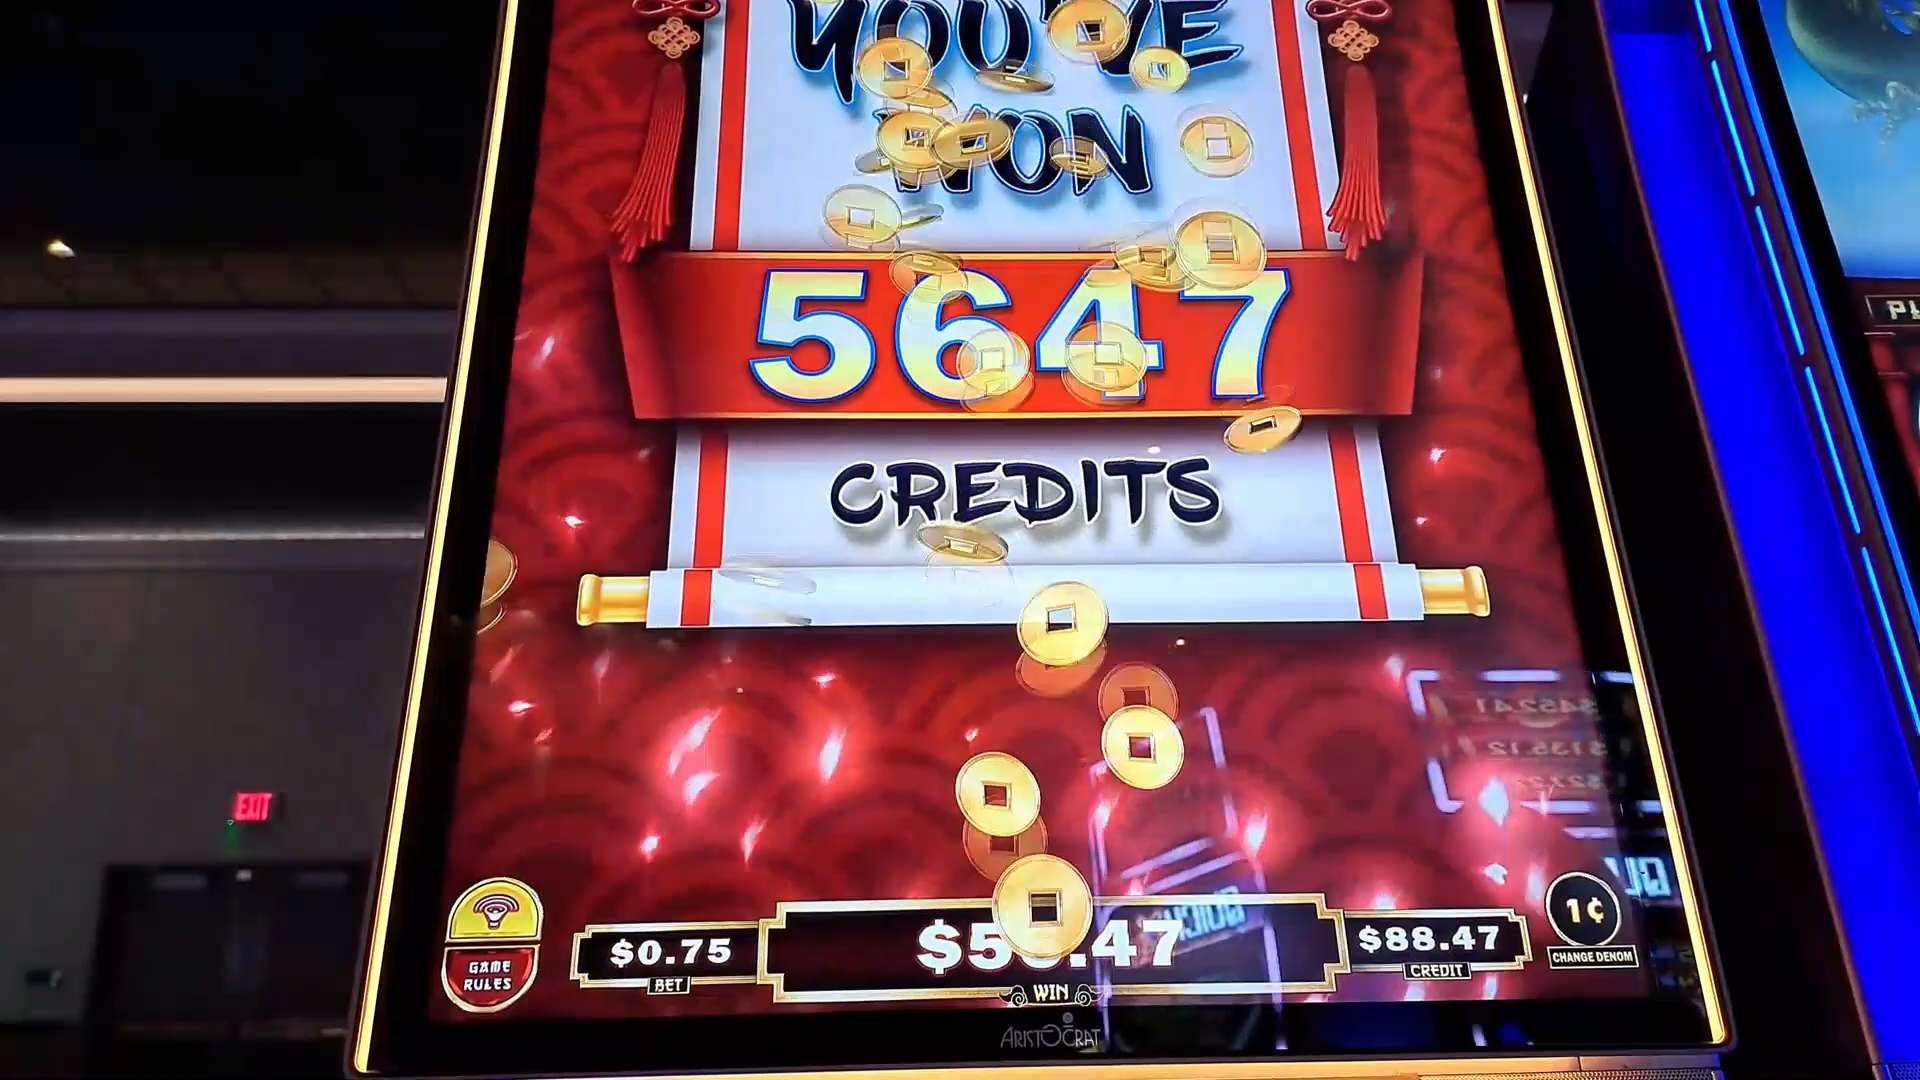 YOU'VE
WON
5647
CREDITS
EXIT
GAME
RULES
$0.75
BET
WIN
$88.47
CREDIT
1¢
CHANGE DENOM
ARISTOCRAT